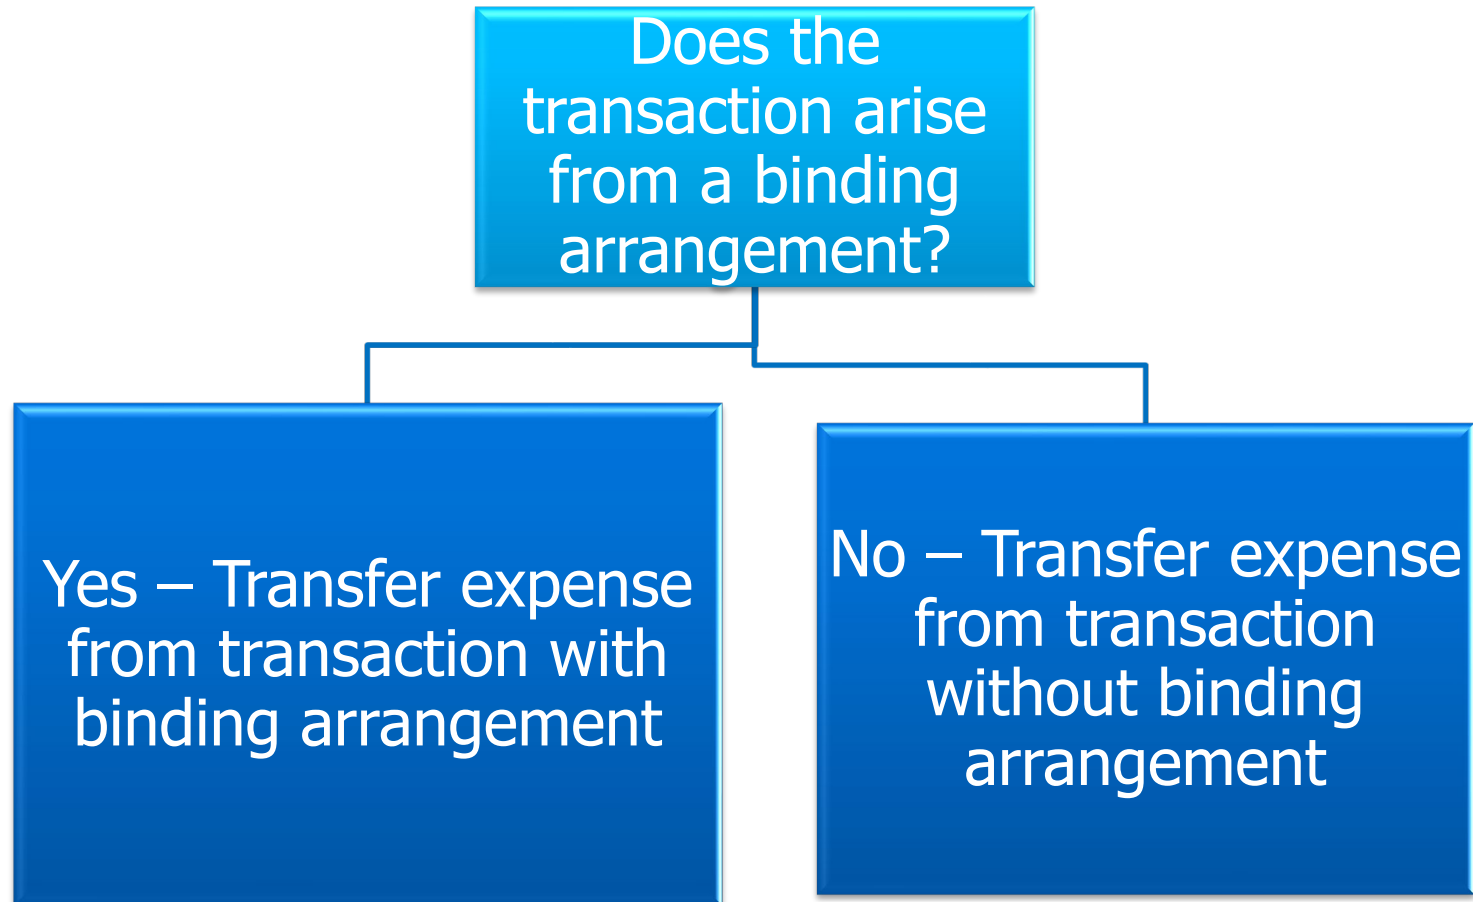 Does the
transaction arise
from a binding
arrangement?
Yes – Transfer expense
from transaction with
binding arrangement
No – Transfer expense
from transaction
without binding
arrangement